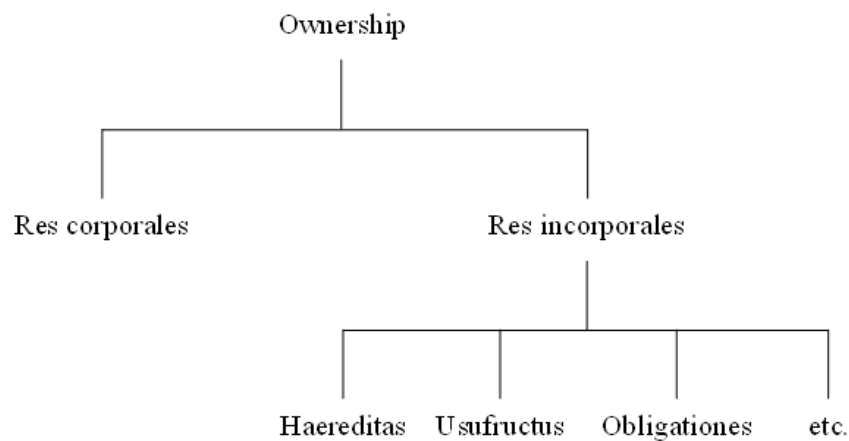 Ownership
Res corporales Res incorporales
Haereditas Usufructus Obligationes etc.